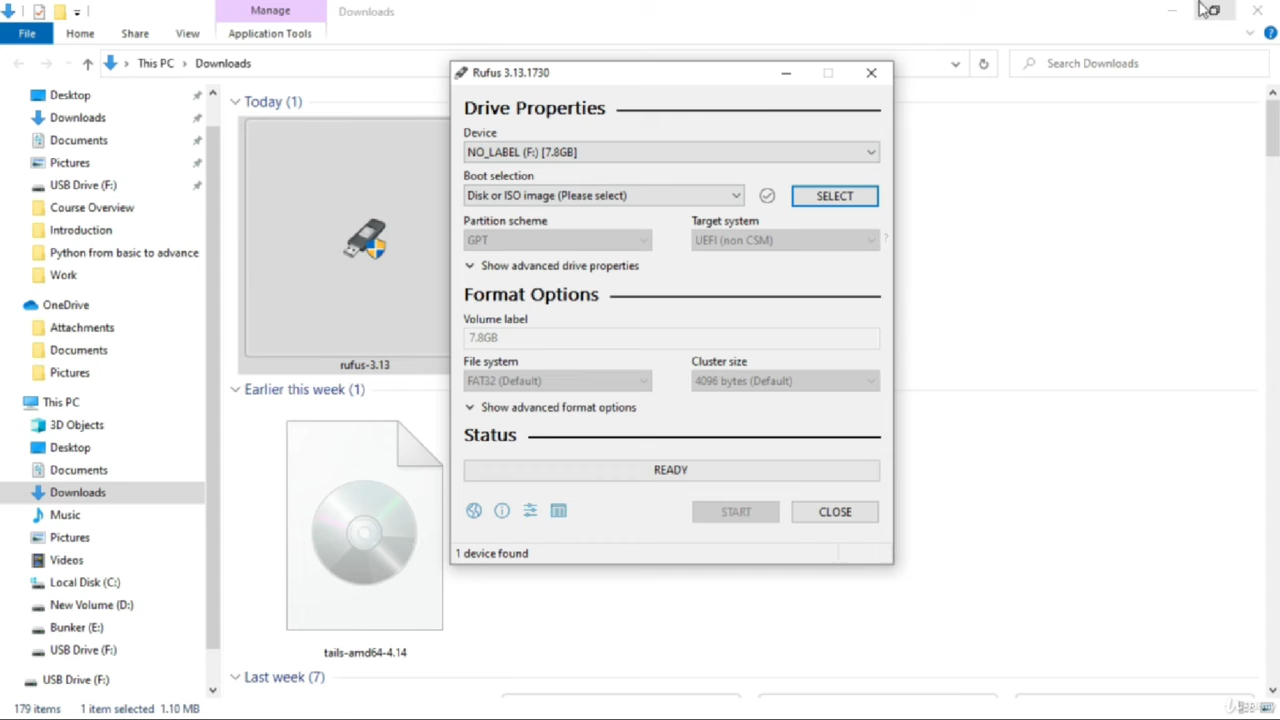 Manage
Downloads
File
Home
Share
View
Application Tools
This PC
Downloads
Search Downloads
Desktop
Downloads
Documents
Pictures
USB Drive (F:)
Course Overview
Introduction
Python from basic to advance
Work
OneDrive
Attachments
Documents
Pictures
This PC
3D Objects
Desktop
Documents
Downloads
Music
Pictures
Videos
Local Disk (C:)
New Volume (D:)
Bunker (E:)
USB Drive (F:)
USB Drive (F:)
179 items
1 item selected 1.10 MB
Today (1)
rufus-3.13
Earlier this week (1)
tails-amd64-4.14
Last week (7)
Rufus 3.13.1730
Drive Properties
Device
NO_LABEL (F:) [7.8GB]
Boot selection
Disk or ISO image (Please select)
SELECT
Partition scheme
Target system
GPT
UEFI (non CSM)
?
Show advanced drive properties
Format Options
Volume label
7.8GB
File system
Cluster size
FAT32 (Default)
4096 bytes (Default)
Show advanced format options
Status
READY
START
CLOSE
1 device found